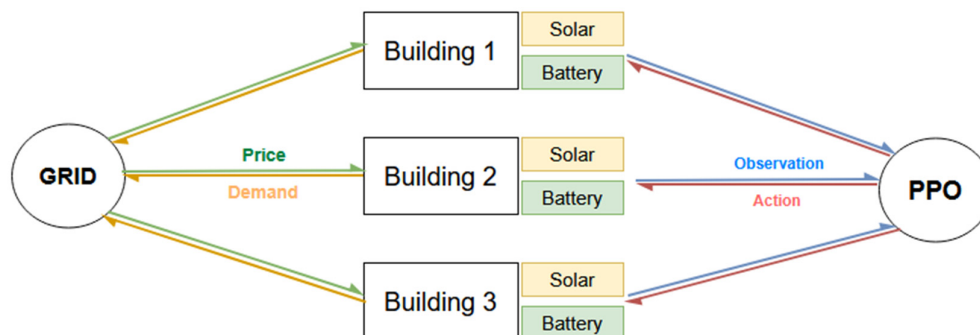 Building 1
Solar
Battery
GRID
Price
Demand
Building 2
Solar
Battery
Observation
Action
PPO
Building 3
Solar
Battery